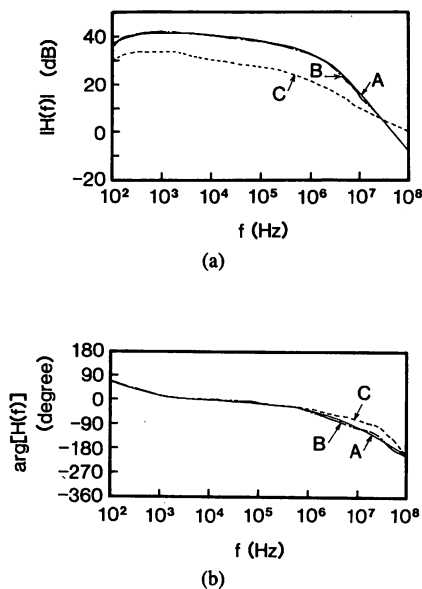 |H(f)| (dB)
40
20
0
-20
A
B
C
10² 10³ 10⁴ 10⁵ 10⁶ 10⁷ 10⁸
f (Hz)
(a)
arg[H(f)] (degree)
180
90
0
-90
-180
-270
-360
C
B
A
10² 10³ 10⁴ 10⁵ 10⁶ 10⁷ 10⁸
f (Hz)
(b)